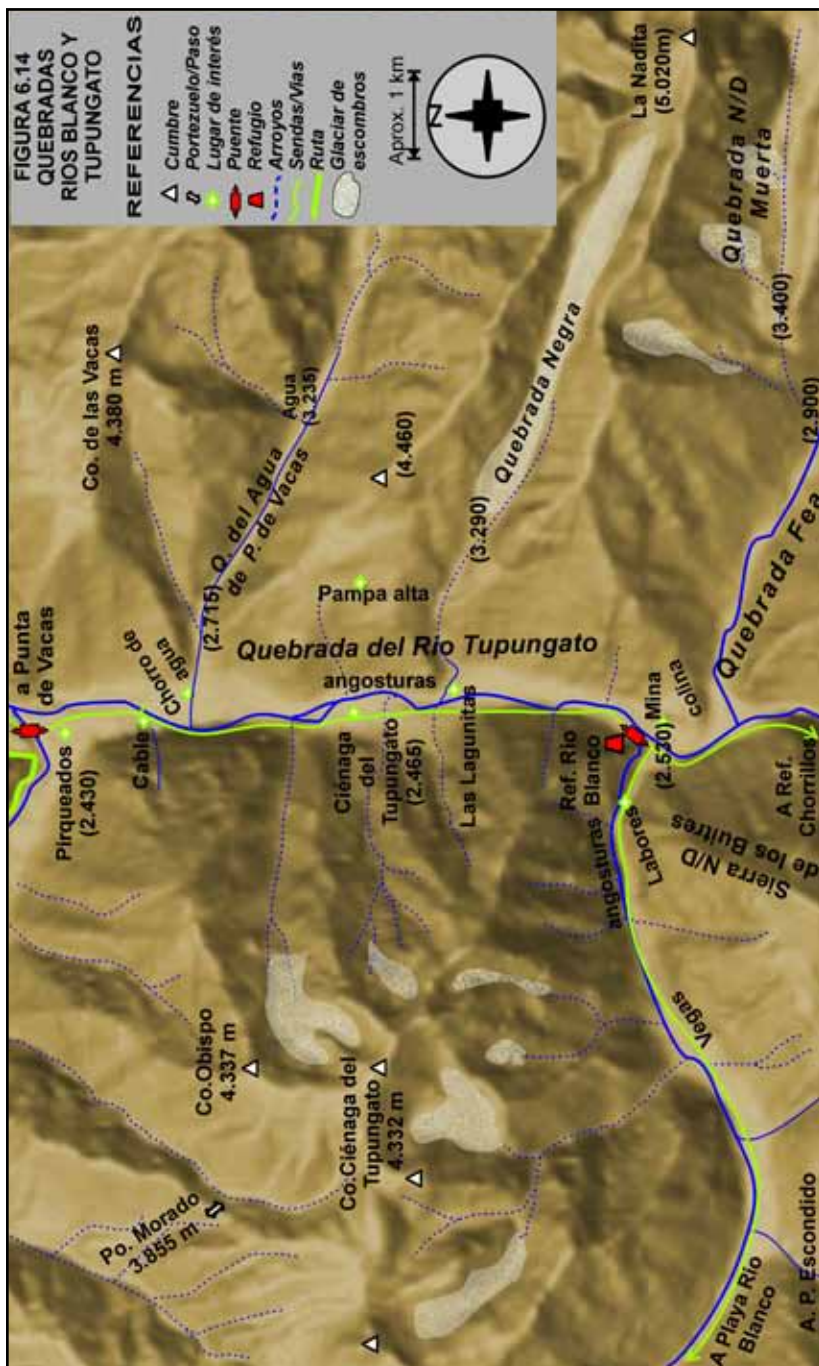 FIGURA 6.14
QUEBRADAS
RIOS BLANCO Y
TUPUNGATO
REFERENCIAS
Cumbre
Portezuelo/Paso
Lugar de interés
Puente
Refugio
Arroyos
Sendas/Vias
Ruta
Glaciar de
escombros
Aprox. 1 km
N
a Punta
de Vacas
Pirqueados
(2.430)
Cable
Chorro de
agua
(2.715)
Q. del Agua
de P. de Vacas
Agua
(3.235)
Co. de las Vacas
4.380 m
(4.460)
Pampa alta
Quebrada del Rio Tupungato
angosturas
Ciénaga
del
Tupungato
(2.465)
Las Lagunitas
(3.290)
Quebrada Negra
La Nadita
(5.020m)
Quebrada N/D
Muerta
(3.400)
(2.900)
Quebrada Fea
colina
Mina
(2.530)
Ref. Rio
Blanco
angosturas
Labores
Sierra N/D
de los Buitres
A Ref.
Chorrillos
Vegas
Co.Obispo
4.337 m
Co.Ciénaga del
Tupungato
4.332 m
Po. Morado
3.855 m
A Playa Rio
Blanco
A. P. Escondido